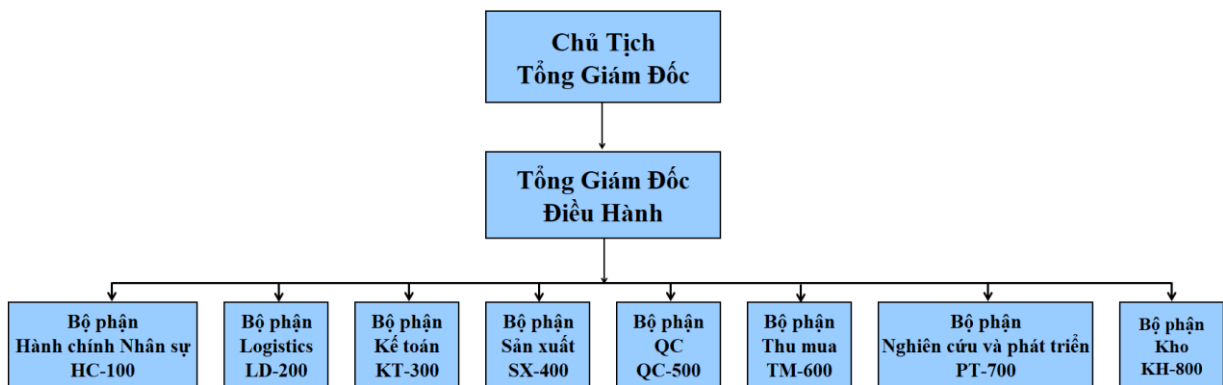 Chủ Tịch
Tổng Giám Đốc
Tổng Giám Đốc
Điều Hành
Bộ phận
Hành chính Nhân sự
HC-100
Bộ phận
Logistics
LD-200
Bộ phận
Kế toán
KT-300
Bộ phận
Sản xuất
SX-400
Bộ phận
QC
QC-500
Bộ phận
Thu mua
TM-600
Bộ phận
Nghiên cứu và phát triển
PT-700
Bộ phận
Kho
KH-800